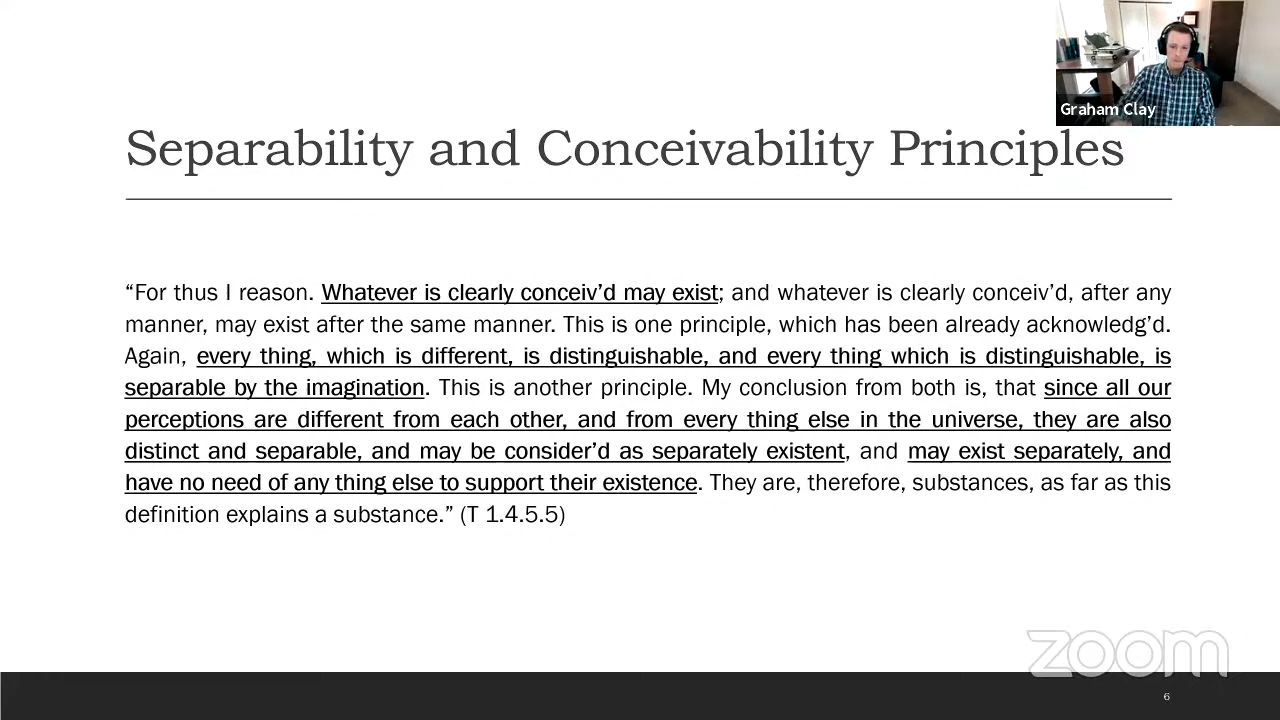 Graham Clay
Separability and Conceivability Principles
“For thus I reason. Whatever is clearly conceiv’d may exist; and whatever is clearly conceiv’d, after any
manner, may exist after the same manner. This is one principle, which has been already acknowledg’d.
Again, every thing, which is different, is distinguishable, and every thing which is distinguishable, is
separable by the imagination. This is another principle. My conclusion from both is, that since all our
perceptions are different from each other, and from every thing else in the universe, they are also
distinct and separable, and may be consider’d as separately existent, and may exist separately, and
have no need of any thing else to support their existence. They are, therefore, substances, as far as this
definition explains a substance.” (T 1.4.5.5)
zoom
6